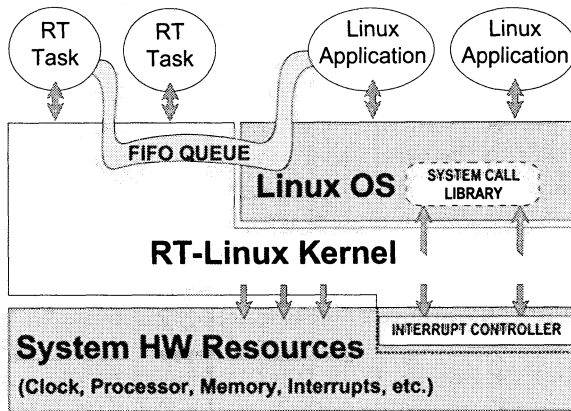 RT
Task
RT
Task
Linux
Application
Linux
Application
FIFO QUEUE
Linux OS
SYSTEM CALL
LIBRARY
RT-Linux Kernel
INTERRUPT CONTROLLER
System HW Resources
(Clock, Processor, Memory, Interrupts, etc.)